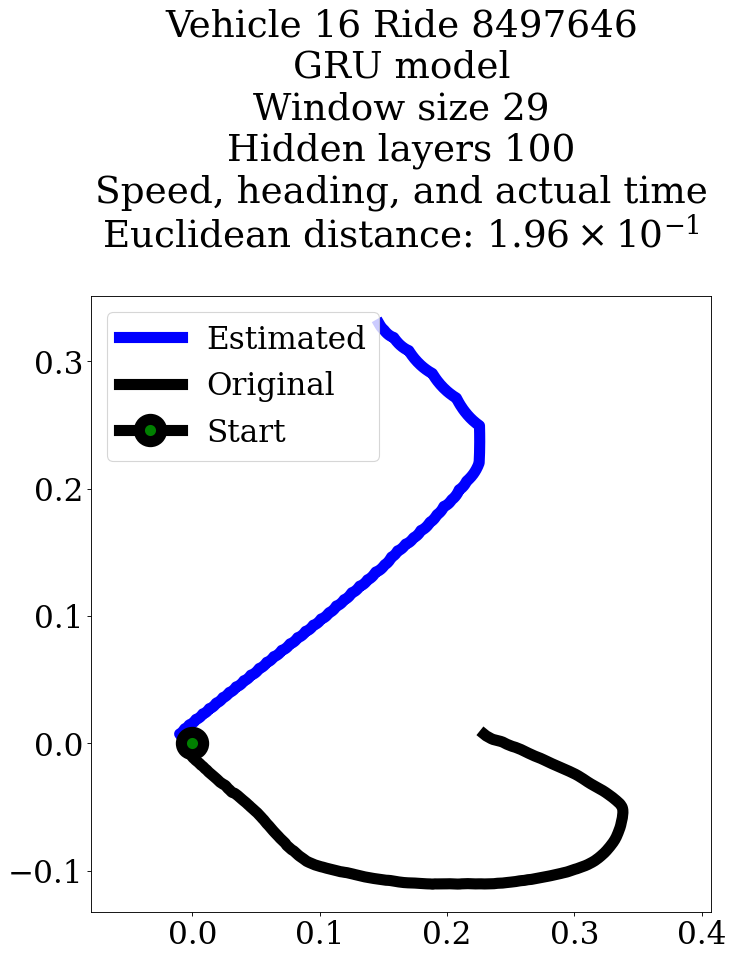 Vehicle 16 Ride 8497646
GRU model
Window size 29
Hidden layers 100
Speed, heading, and actual time
Euclidean distance: 1.96 × 10⁻¹
Estimated
Original
Start
0.3
0.2
0.1
0.0
−0.1
0.0 0.1 0.2 0.3 0.4